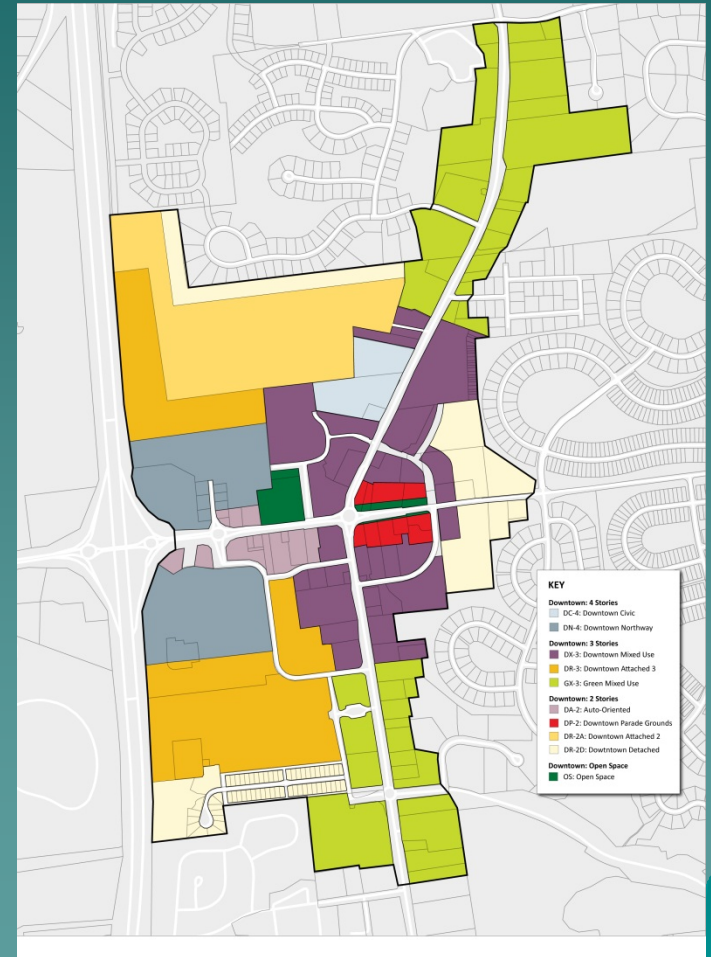 KEY
Downtown: 4 Stories
DC-4: Downtown Civic
DN-4: Downtown Northway
Downtown: 3 Stories
DX-3: Downtown Mixed Use
DR-3: Downtown Attached 3
GX-3: Green Mixed Use
Downtown: 2 Stories
DA-2: Auto-Oriented
DP-2: Downtown Parade Grounds
DR-2A: Downtown Attached 2
DR-2D: Dowtntown Detached
Downtown: Open Space
OS: Open Space